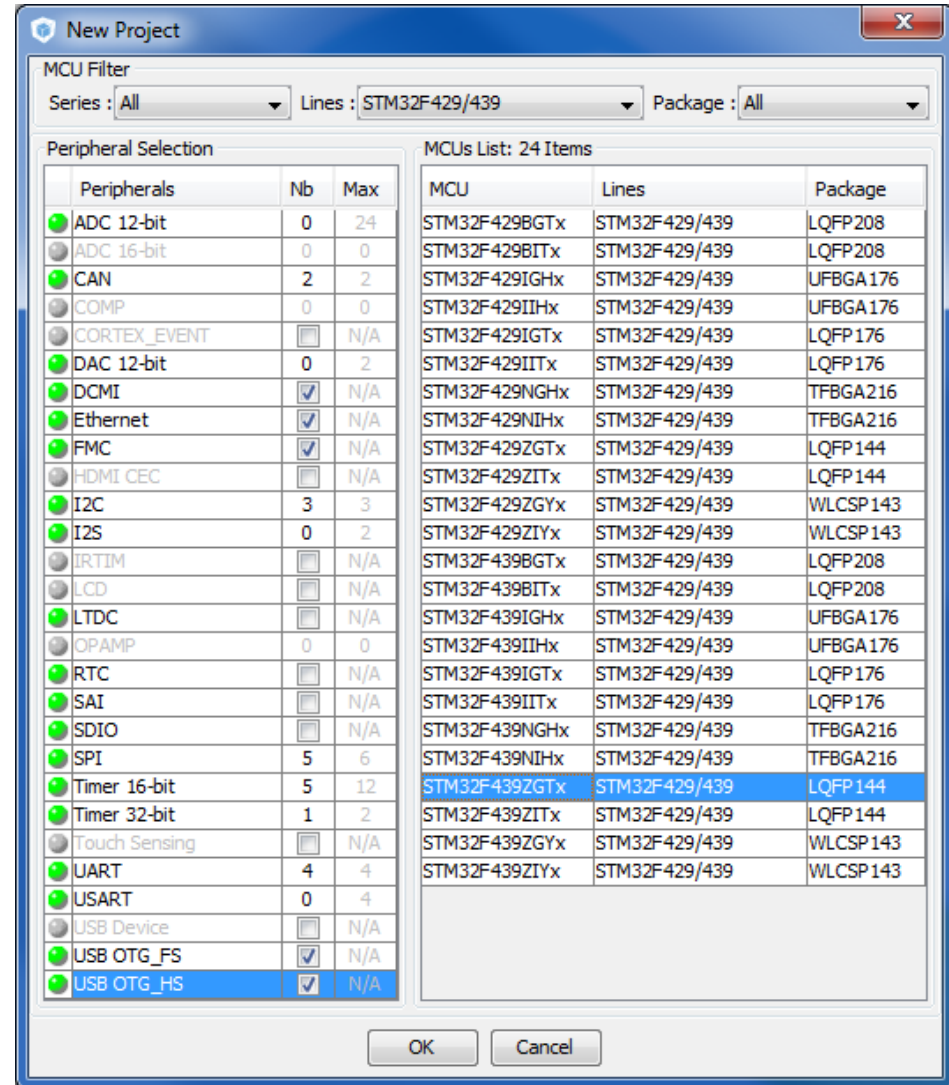 New Project
MCU Filter
Series : All Lines : STM32F429/439 Package : All
Peripheral Selection
Peripherals Nb Max
ADC 12-bit 0 24
ADC 16-bit 0 0
CAN 2 2
COMP 0 0
CORTEX_EVENT N/A
DAC 12-bit 0 2
DCMI N/A
Ethernet N/A
FMC N/A
HDMI CEC N/A
I2C 3 3
I2S 0 2
IRTIM N/A
LCD N/A
LTDC N/A
OPAMP 0 0
RTC N/A
SAI N/A
SDIO N/A
SPI 5 6
Timer 16-bit 5 12
Timer 32-bit 1 2
Touch Sensing N/A
UART 4 4
USART 0 4
USB Device N/A
USB OTG_FS N/A
USB OTG_HS N/A
MCUs List: 24 Items
MCU Lines Package
STM32F429BGTx STM32F429/439 LQFP208
STM32F429BITx STM32F429/439 LQFP208
STM32F429IGHx STM32F429/439 UFBGA176
STM32F429IIHx STM32F429/439 UFBGA176
STM32F429IGTx STM32F429/439 LQFP176
STM32F429IITx STM32F429/439 LQFP176
STM32F429NGHx STM32F429/439 TFBGA216
STM32F429NIHx STM32F429/439 TFBGA216
STM32F429ZGTx STM32F429/439 LQFP144
STM32F429ZITx STM32F429/439 LQFP144
STM32F429ZGYx STM32F429/439 WLCSP143
STM32F429ZIYx STM32F429/439 WLCSP143
STM32F439BGTx STM32F429/439 LQFP208
STM32F439BITx STM32F429/439 LQFP208
STM32F439IGHx STM32F429/439 UFBGA176
STM32F439IIHx STM32F429/439 UFBGA176
STM32F439IGTx STM32F429/439 LQFP176
STM32F439IITx STM32F429/439 LQFP176
STM32F439NGHx STM32F429/439 TFBGA216
STM32F439NIHx STM32F429/439 TFBGA216
STM32F439ZGTx STM32F429/439 LQFP144
STM32F439ZITx STM32F429/439 LQFP144
STM32F439ZGYx STM32F429/439 WLCSP143
STM32F439ZIYx STM32F429/439 WLCSP143
OK Cancel